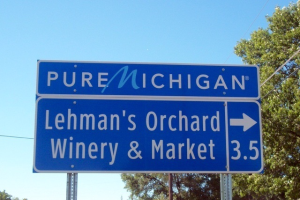 PURE MICHIGAN®
Lehman's Orchard →
Winery & Market 3.5